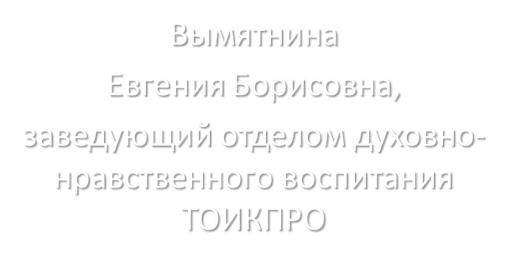 Вымятнина
Евгения Борисовна,
заведующий отделом духовно-
нравственного воспитания
ТОИКПРО